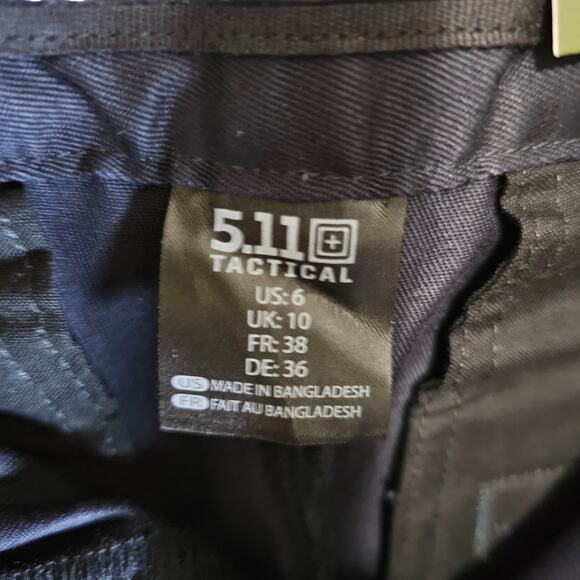 5.11
TACTICAL
US: 6
UK: 10
FR: 38
DE: 36
US MADE IN BANGLADESH
FR FAIT AU BANGLADESH